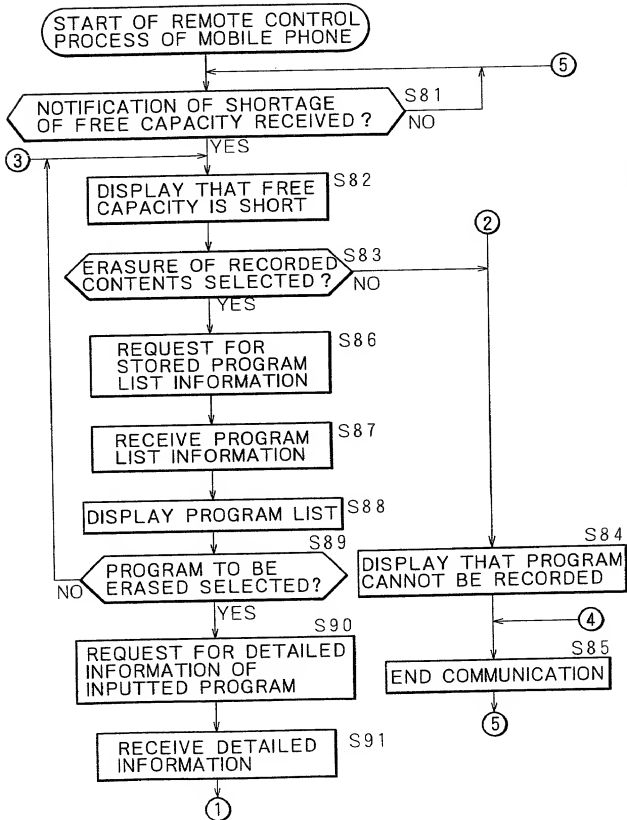 START OF REMOTE CONTROL
PROCESS OF MOBILE PHONE
5
S81
NOTIFICATION OF SHORTAGE
OF FREE CAPACITY RECEIVED?
NO
YES
3
S82
DISPLAY THAT FREE
CAPACITY IS SHORT
2
S83
ERASURE OF RECORDED
CONTENTS SELECTED?
NO
YES
S86
REQUEST FOR
STORED PROGRAM
LIST INFORMATION
S87
RECEIVE PROGRAM
LIST INFORMATION
S88
DISPLAY PROGRAM LIST
S89
PROGRAM TO BE
ERASED SELECTED?
NO
YES
S84
DISPLAY THAT PROGRAM
CANNOT BE RECORDED
4
S90
REQUEST FOR DETAILED
INFORMATION OF
INPUTTED PROGRAM
S85
END COMMUNICATION
5
S91
RECEIVE DETAILED
INFORMATION
1